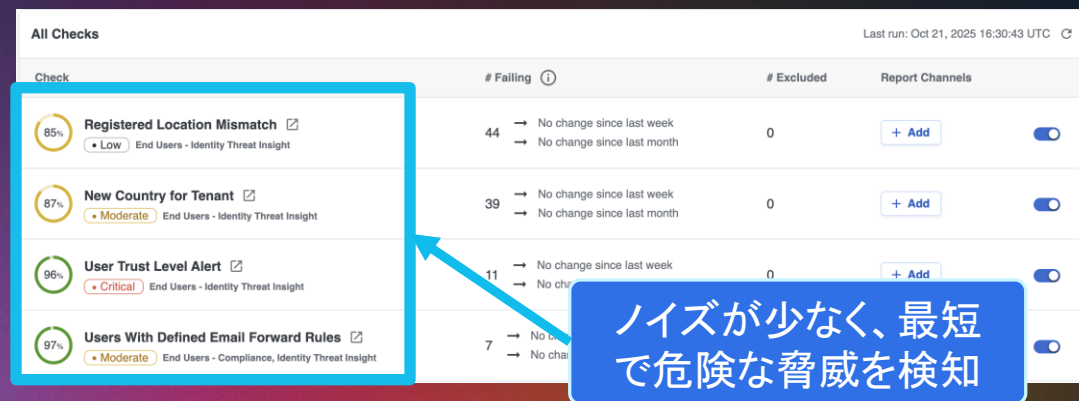 All Checks
Last run: Oct 21, 2025 16:30:43 UTC
Check
# Failing
# Excluded
Report Channels
85%
Registered Location Mismatch
• Low End Users - Identity Threat Insight
44
→ No change since last week
→ No change since last month
0
+ Add
87%
New Country for Tenant
• Moderate End Users - Identity Threat Insight
39
→ No change since last week
→ No change since last month
0
+ Add
96%
User Trust Level Alert
• Critical End Users - Identity Threat Insight
11
→ No change since last week
→ No
0
+ Add
97%
Users With Defined Email Forward Rules
• Moderate End Users - Compliance, Identity Threat Insight
7
→ No
→ No
ノイズが少なく、最短
で危険な脅威を検知